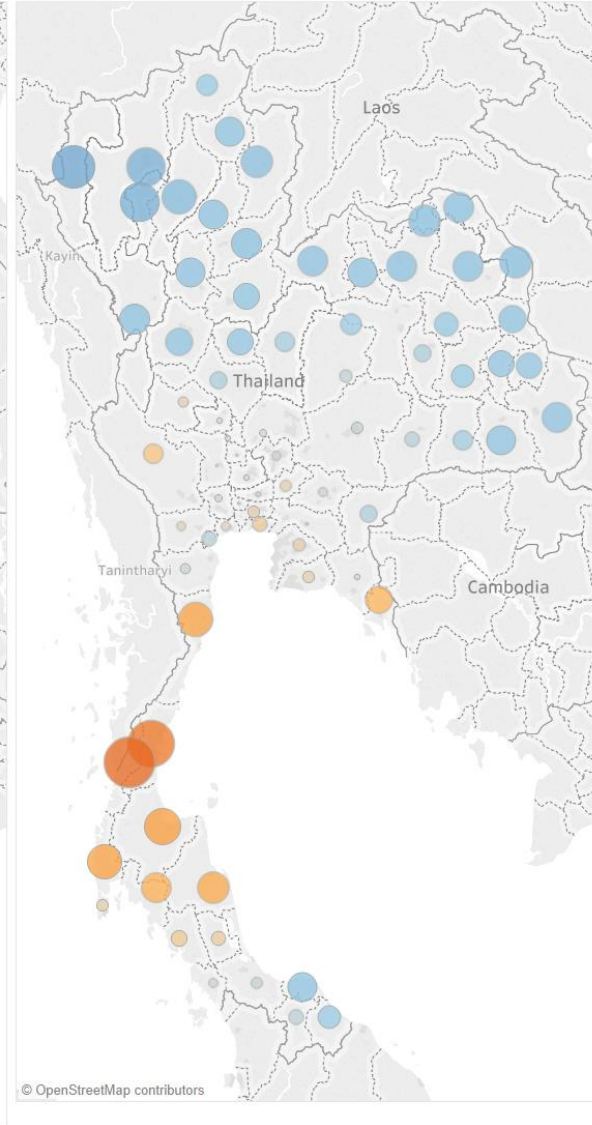 Laos
Kayin
Thailand
Tanintharyi
Cambodia
© OpenStreetMap contributors